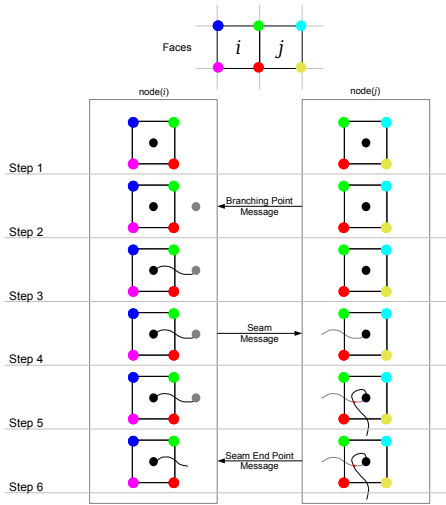 Faces
i
j
node(i)
node(j)
Step 1
Branching Point
Message
Step 2
Step 3
Seam
Message
Step 4
Step 5
Seam End Point
Message
Step 6